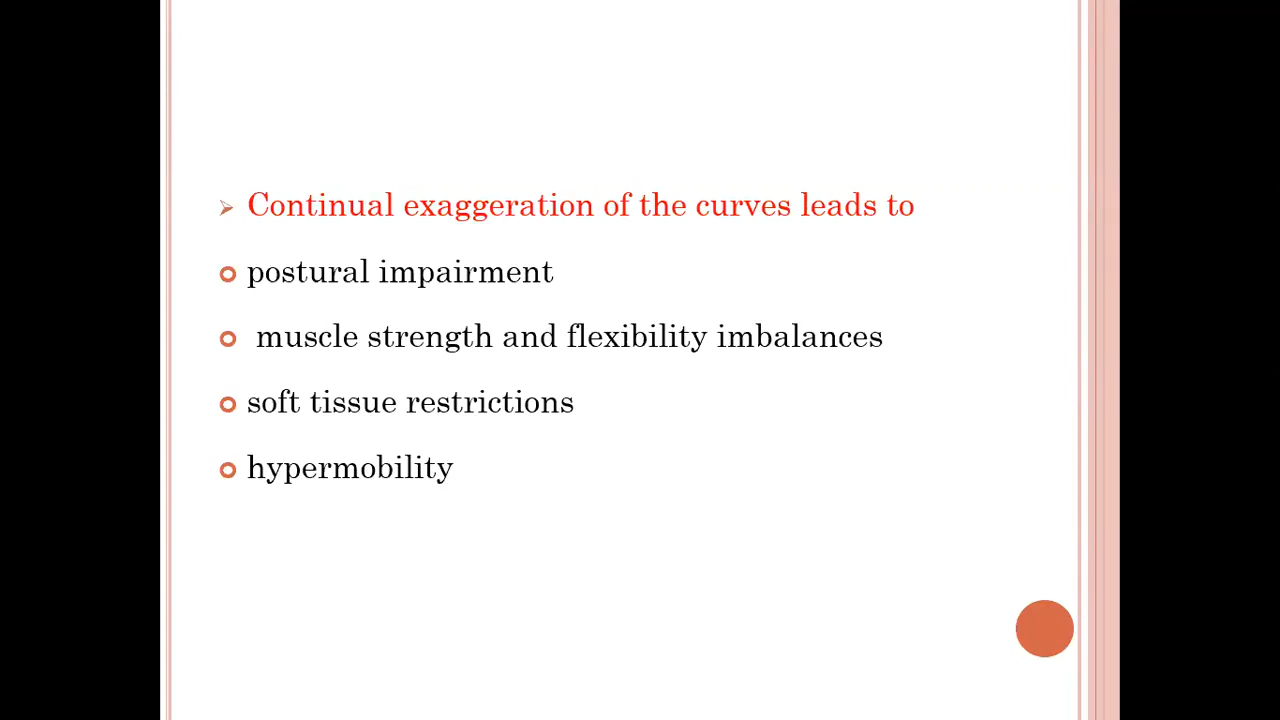 Continual exaggeration of the curves leads to
postural impairment
muscle strength and flexibility imbalances
soft tissue restrictions
hypermobility